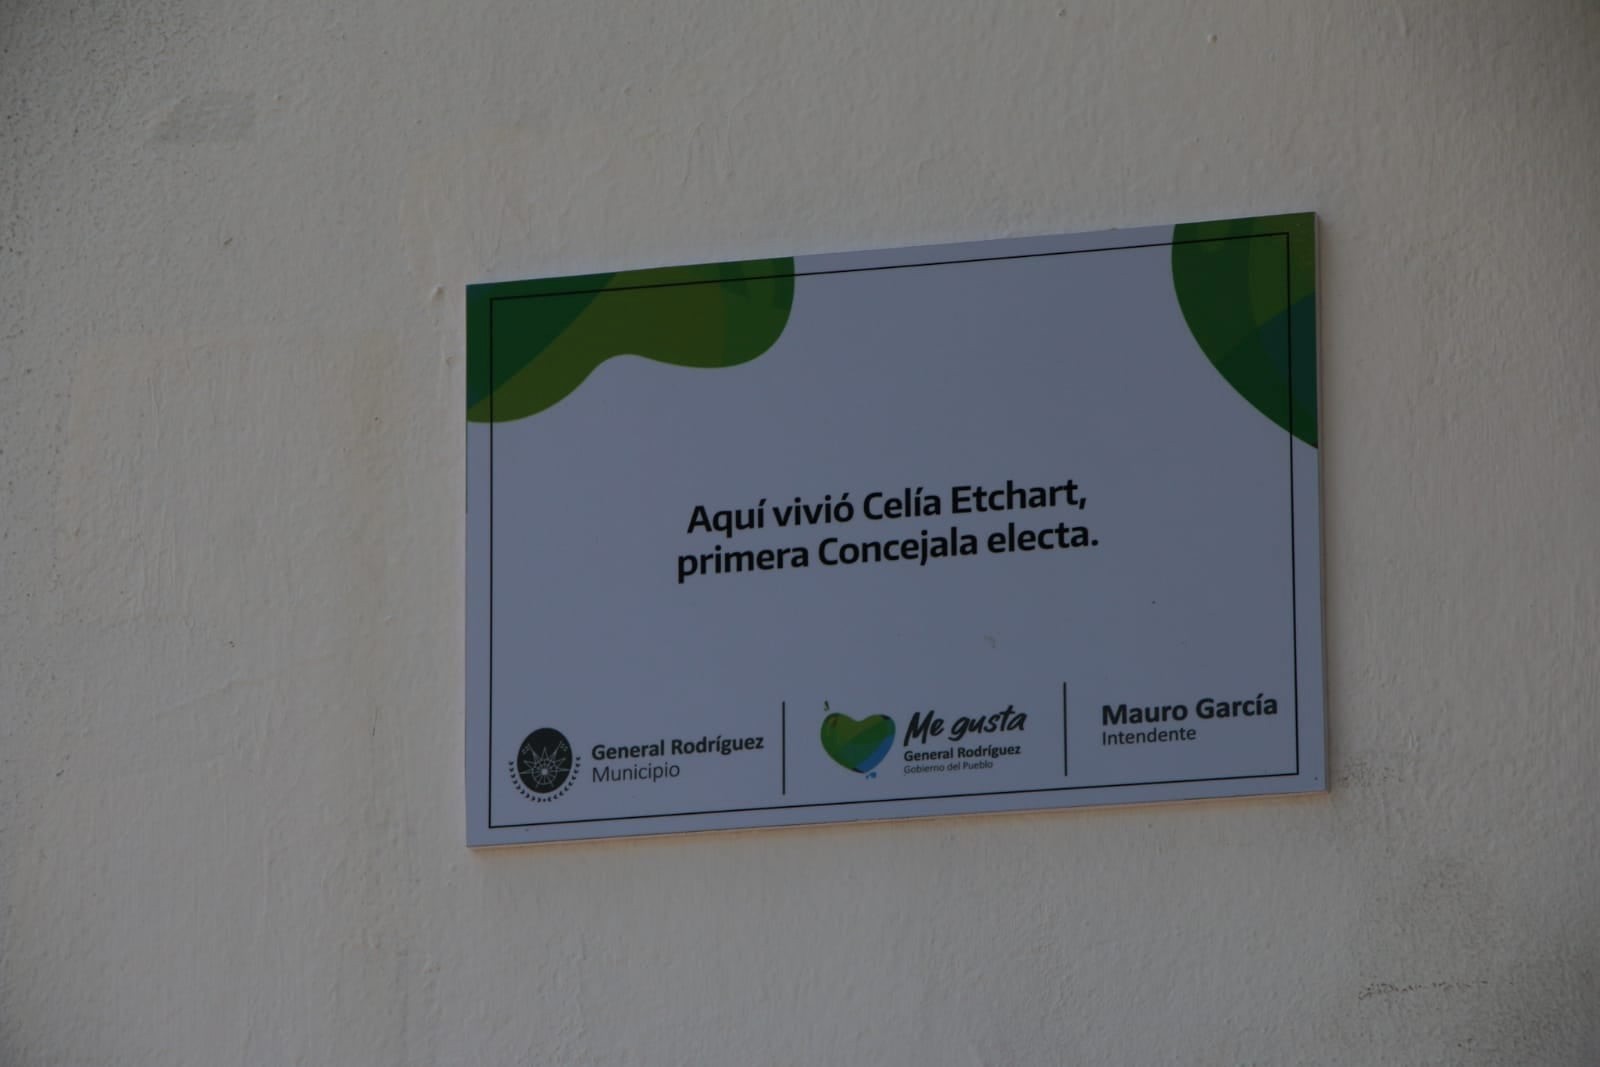 Aquí vivió Celía Etchart,
primera Concejala electa.
General Rodríguez
Municipio
Me gusta
General Rodríguez
Gobierno del Pueblo
Mauro García
Intendente